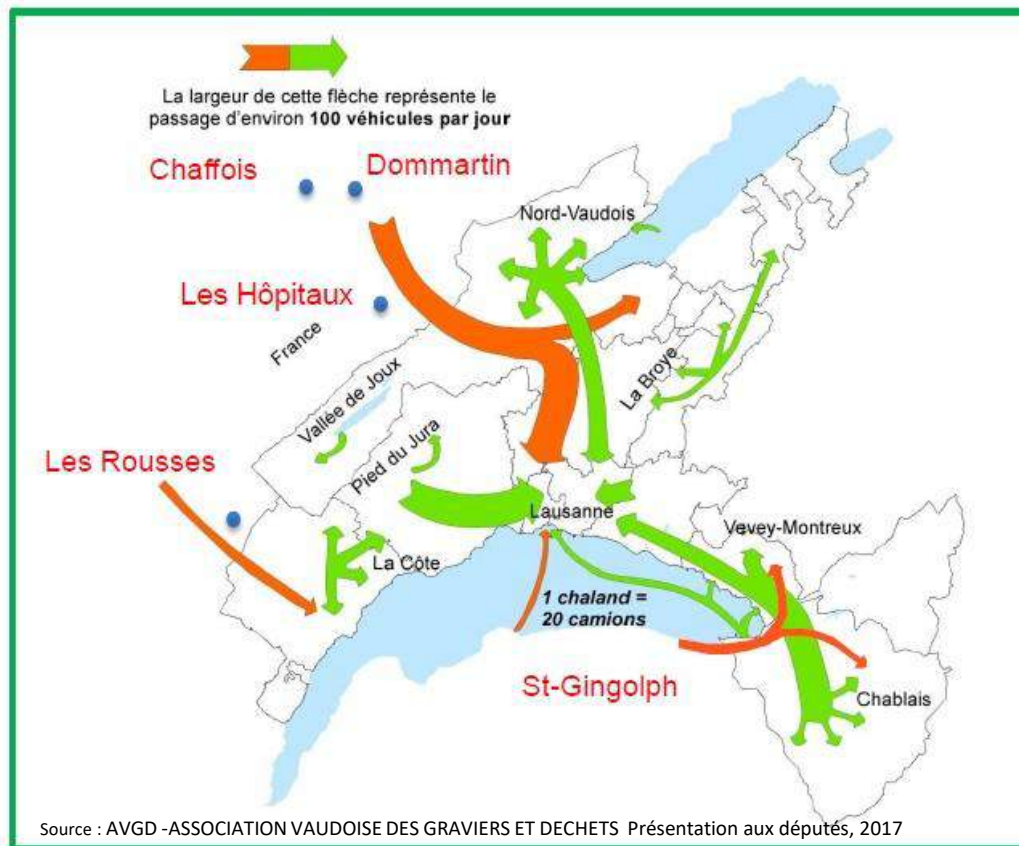 La largeur de cette flèche représente le
passage d'environ 100 véhicules par jour
Chaffois
Dommartin
Nord-Vaudois
Les Hôpitaux
France
Vallée de Joux
La Broye
Pied du Jura
Les Rousses
Lausanne
Vevey-Montreux
La Côte
1 chaland =
20 camions
St-Gingolph
Chablais
Source : AVGD -ASSOCIATION VAUDOISE DES GRAVIERS ET DECHETS Présentation aux députés, 2017